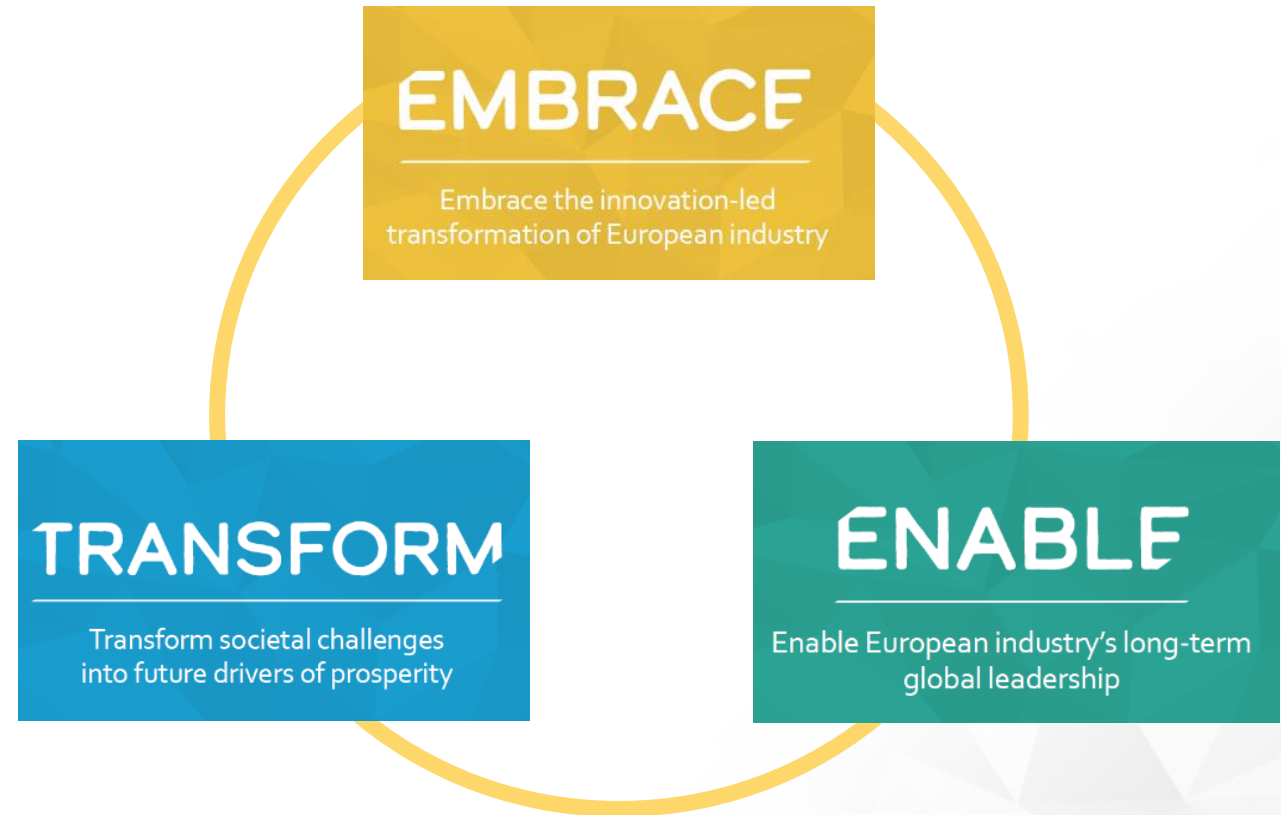 EMBRACE
Embrace the innovation-led
transformation of European industry
TRANSFORM
Transform societal challenges
into future drivers of prosperity
ENABLE
Enable European industry's long-term
global leadership